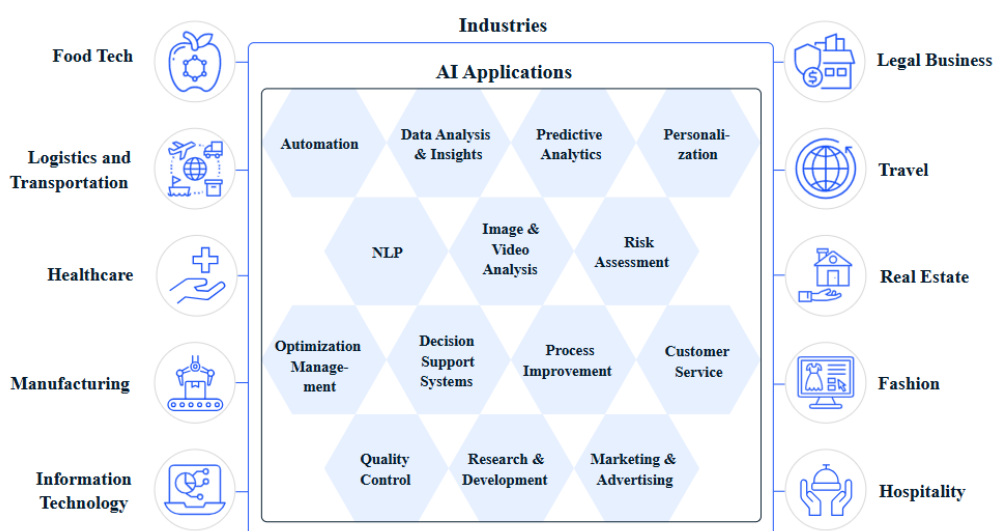 Industries
AI Applications
Food Tech
Logistics and
Transportation
Healthcare
Manufacturing
Information
Technology
Automation
Data Analysis
& Insights
Predictive
Analytics
Personali-
zation
NLP
Image &
Video
Analysis
Risk
Assessment
Optimization
Manage-
ment
Decision
Support
Systems
Process
Improvement
Customer
Service
Quality
Control
Research &
Development
Marketing &
Advertising
Legal Business
Travel
Real Estate
Fashion
Hospitality